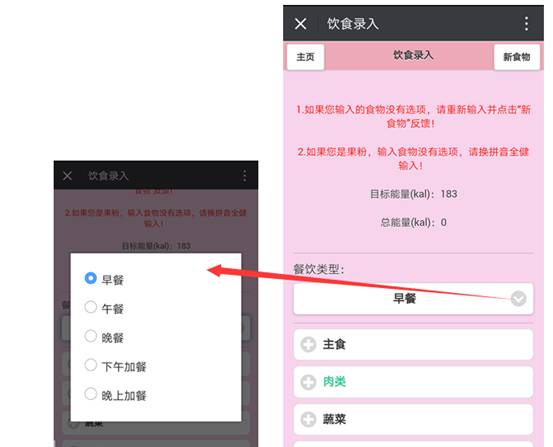 饮食录入
主页
饮食录入
新食物
1.如果您输入的食物没有选项，请重新输入并点击“新
食物”反馈！
2.如果您是果粉，输入食物没有选项，请换拼音全健
输入！
目标能量(kal)：183
总能量(kal)：0
餐饮类型：
早餐
主食
肉类
蔬菜
饮食录入
食物”反馈！
2.如果您是果粉，输入食物没有选项，请换拼音全健
输入！
目标能量(kal)：183
早餐
午餐
晚餐
下午加餐
晚上加餐
蔬菜